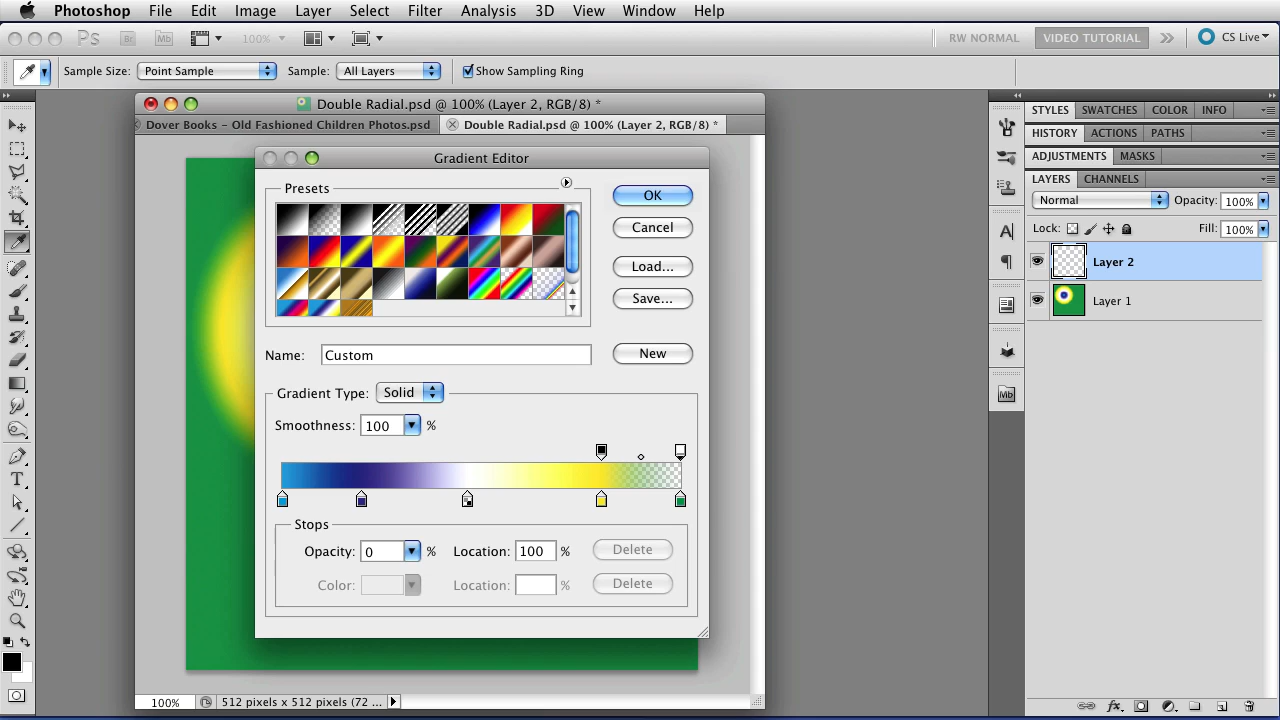 Photoshop File Edit Image Layer Select Filter Analysis 3D View Window Help
Ps Br Mb 100% RW NORMAL VIDEO TUTORIAL CS Live
Sample Size: Point Sample Sample: All Layers Show Sampling Ring
Double Radial.psd @ 100% (Layer 2, RGB/8) *
Dover Books - Old Fashioned Children Photos.psd Double Radial.psd @ 100% (Layer 2, RGB/8) *
Gradient Editor
Presets
OK
Cancel
Load...
Save...
Name: Custom New
Gradient Type: Solid
Smoothness: 100 %
Stops
Opacity: 0 % Location: 100 % Delete
Color: Location: % Delete
100% 512 pixels x 512 pixels (72 ...
STYLES SWATCHES COLOR INFO
HISTORY ACTIONS PATHS
ADJUSTMENTS MASKS
LAYERS CHANNELS
Normal Opacity: 100%
Lock: Fill: 100%
Layer 2
Layer 1
A
Mb
T
fx